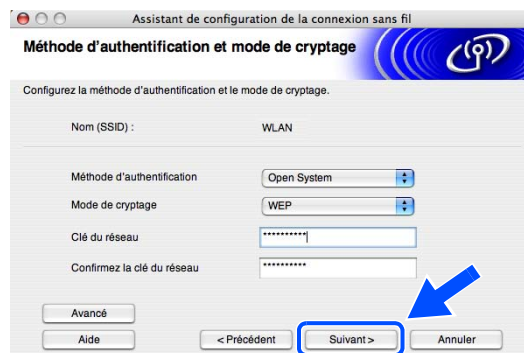 Assistant de configuration de la connexion sans fil
Méthode d'authentification et mode de cryptage
Configurez la méthode d'authentification et le mode de cryptage.
Nom (SSID) : WLAN
Méthode d'authentification Open System
Mode de cryptage WEP
Clé du réseau **********
Confirmez la clé du réseau **********
Avancé
Aide < Précédent Suivant > Annuler